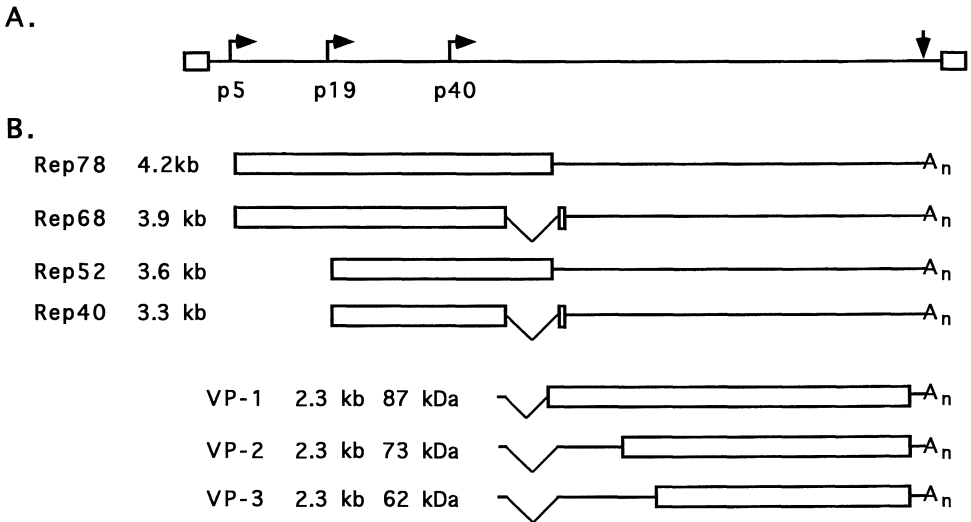 A.
p5 p19 p40
B.
Rep78 4.2kb An
Rep68 3.9 kb An
Rep52 3.6 kb An
Rep40 3.3 kb An
VP-1 2.3 kb 87 kDa An
VP-2 2.3 kb 73 kDa An
VP-3 2.3 kb 62 kDa An